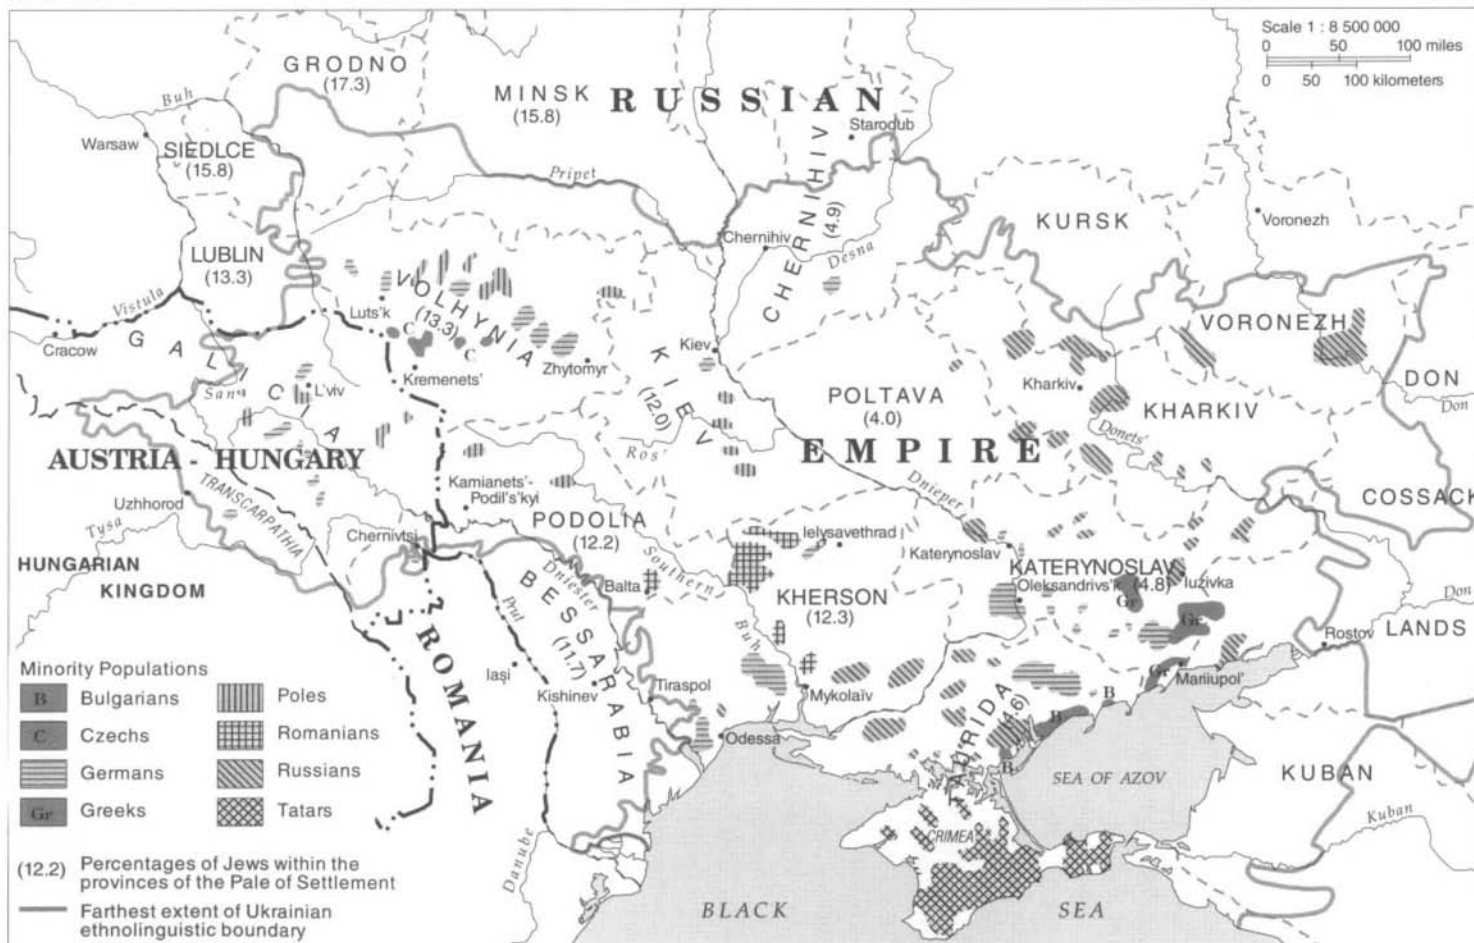 Scale 1 : 8 500 000
0 50 100 miles
0 50 100 kilometers
GRODNO
(17.3)
MINSK
(15.8)
RUSSIAN
EMPIRE
Buh
Warsaw
SIEDLCE
(15.8)
Starodub
Pripet
CHERNIHIV
(4.9)
Chernihiv
Desna
KURSK
Voronezh
LUBLIN
(13.3)
VOLHYNIA
(13.3)
Vistula
Luts'k
C
C
Cracow
GALICIA
Kremenets'
Zhytomyr
Kiev
KIEV
(12.0)
VORONEZH
San
L'viv
POLTAVA
(4.0)
Kharkiv
KHARKIV
DON
Don
Donets'
AUSTRIA - HUNGARY
Ros'
Kamianets'-
Podil's'kyi
Dnieper
COSSACK
Uzhhorod
TRANSCARPATHIA
PODOLIA
(12.2)
Tysa
Chernivtsi
Ielysavethrad
Katerynoslav
HUNGARIAN
KINGDOM
Southern
Buh
Dniester
Balta
KATERYNOSLAV
(4.8)
Oleksandrivs'k
Iuzivka
Gr
Gr
Gr
KHERSON
(12.3)
Don
LANDS
Rostov
ROMANIA
Prut
BESSARABIA
(11.7)
Iaşi
Kishinev
Tiraspol
Mykolaïv
Mariiupol'
TAURIDA
(4.6)
B
B
B
Odessa
SEA OF AZOV
KUBAN
Kuban
CRIMEA
Danube
BLACK SEA
Minority Populations
B Bulgarians
C Czechs
Germans
Gr Greeks
Poles
Romanians
Russians
Tatars
(12.2) Percentages of Jews within the
provinces of the Pale of Settlement
Farthest extent of Ukrainian
ethnolinguistic boundary